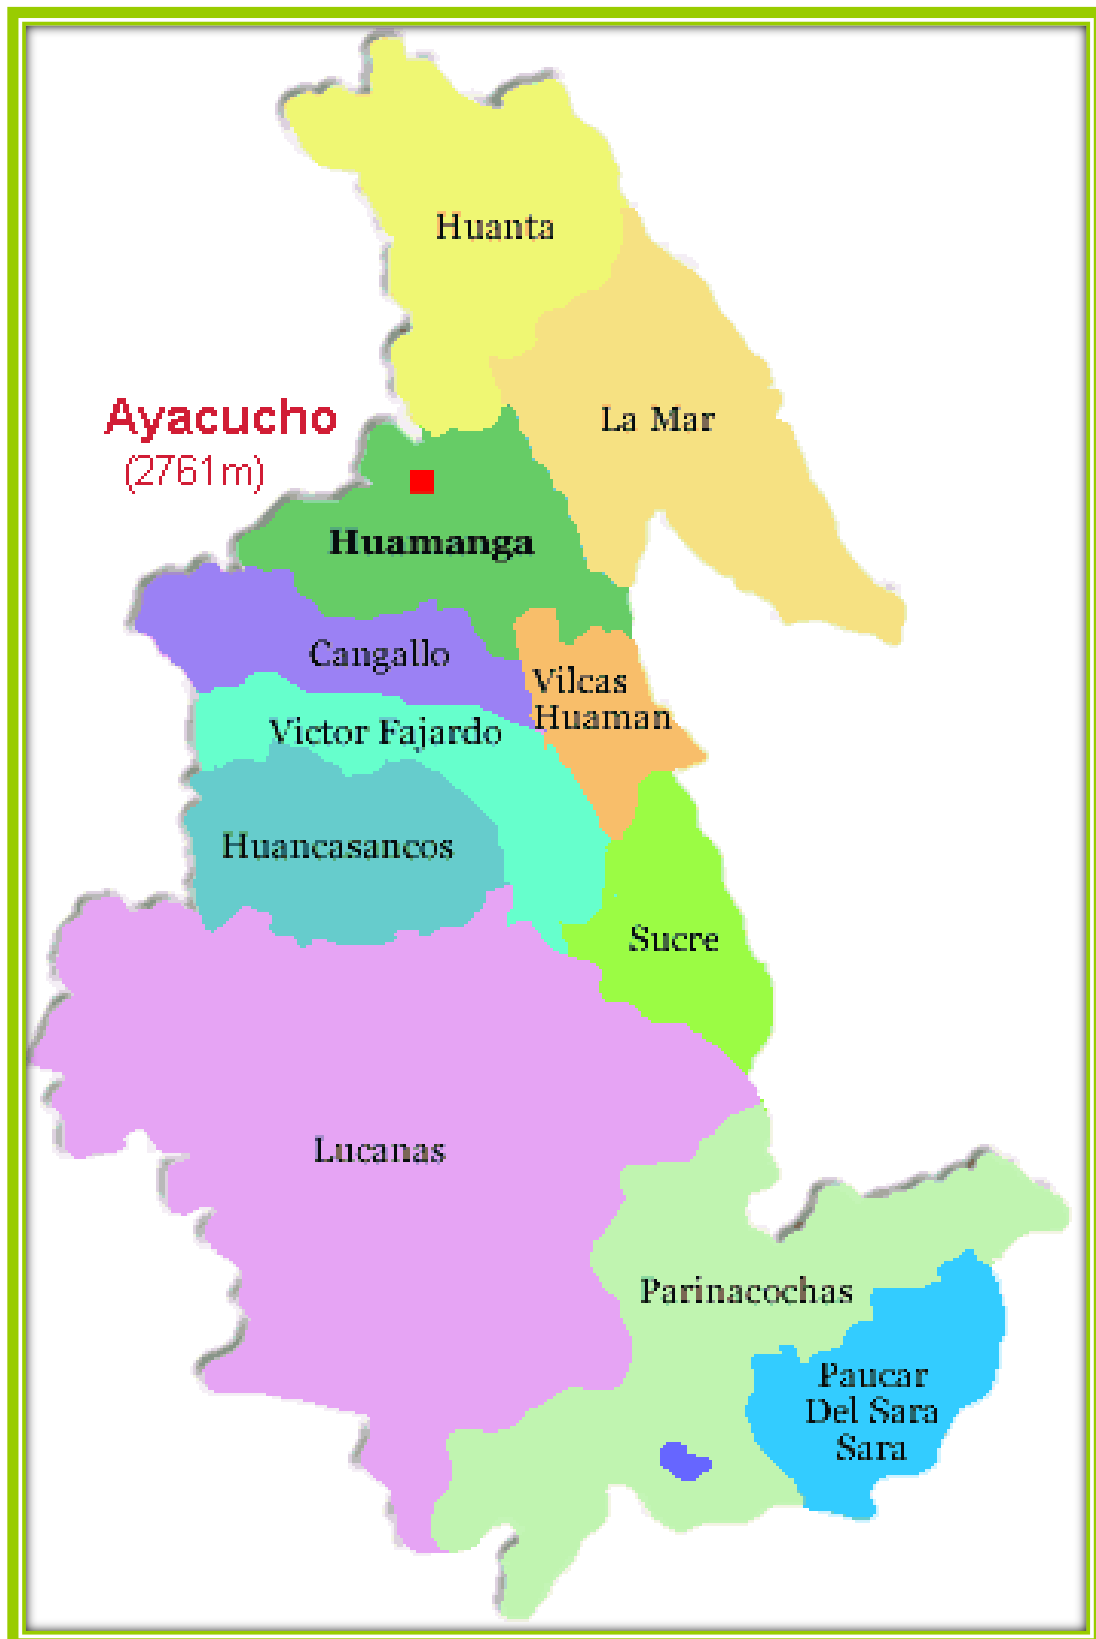 Huanta
La Mar
Ayacucho
(2761m)
Huamanga
Cangallo
Vilcas
Huaman
Victor Fajardo
Huancasancos
Sucre
Lucanas
Parinacochas
Paucar
Del Sara
Sara